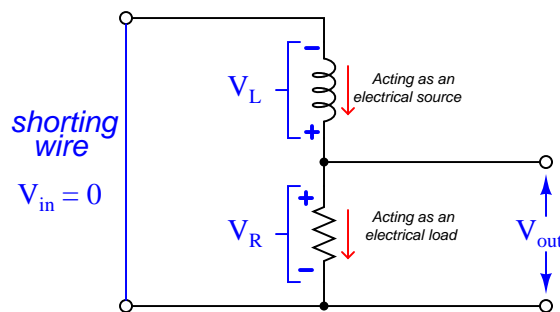 −
V_L
+
Acting as an
electrical source
shorting
wire
V_in = 0
+
V_R
−
Acting as an
electrical load
V_out